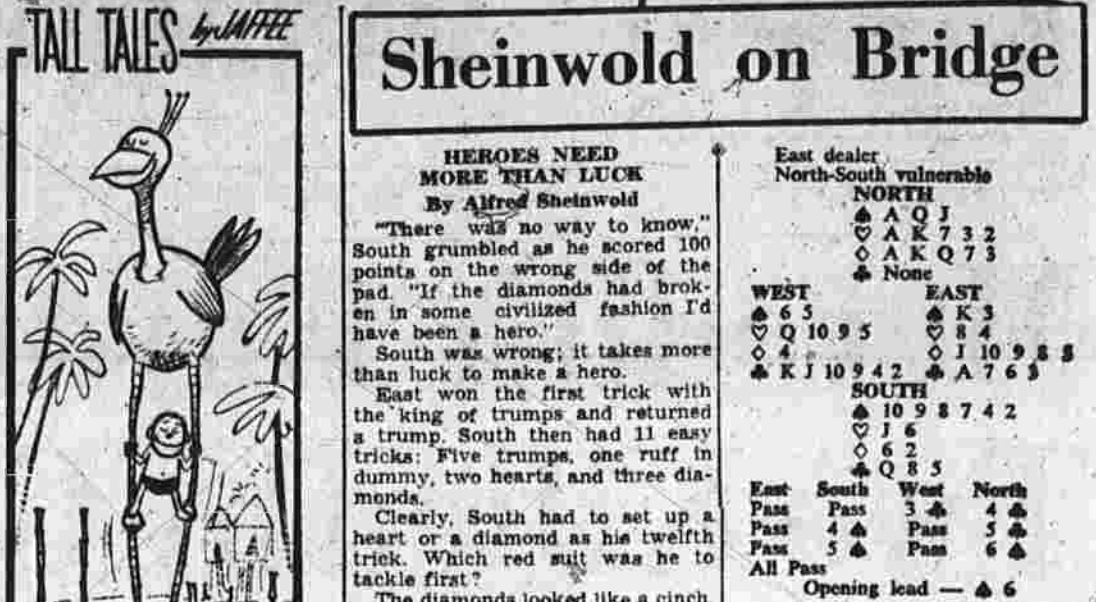 TALL TALES by JAFFEE
Sheinwold on Bridge
HEROES NEED
MORE THAN LUCK
By Alfred Sheinwold
"There was no way to know,"
South grumbled as he scored 100
points on the wrong side of the
pad. "If the diamonds had brok-
en in some civilized fashion I'd
have been a hero."
South was wrong; it takes more
than luck to make a hero.
East won the first trick with
the king of trumps and returned
a trump. South then had 11 easy
tricks: Five trumps, one ruff in
dummy, two hearts, and three dia-
monds.
Clearly, South had to set up a
heart or a diamond as his twelfth
trick. Which red suit was he to
tackle first?
The diamonds looked like a cinch.
East dealer
North-South vulnerable
NORTH
♠ A Q J
♡ A K 7 3 2
◇ A K Q 7 3
♣ None
WEST EAST
♠ 6 5 ♠ K 3
♡ Q 10 9 5 ♡ 8 4
◇ 4 ◇ J 10 9 8 5
♣ K J 10 9 4 2 ♣ A 7 6 3
SOUTH
♠ 10 9 8 7 4 2
♡ J 6
◇ 6 2
♣ Q 8 5
East South West North
Pass Pass 3 ♣ 4 ♣
Pass 4 ♠ Pass 5 ♣
Pass 5 ♠ Pass 6 ♠
All Pass
Opening lead — ♠ 6